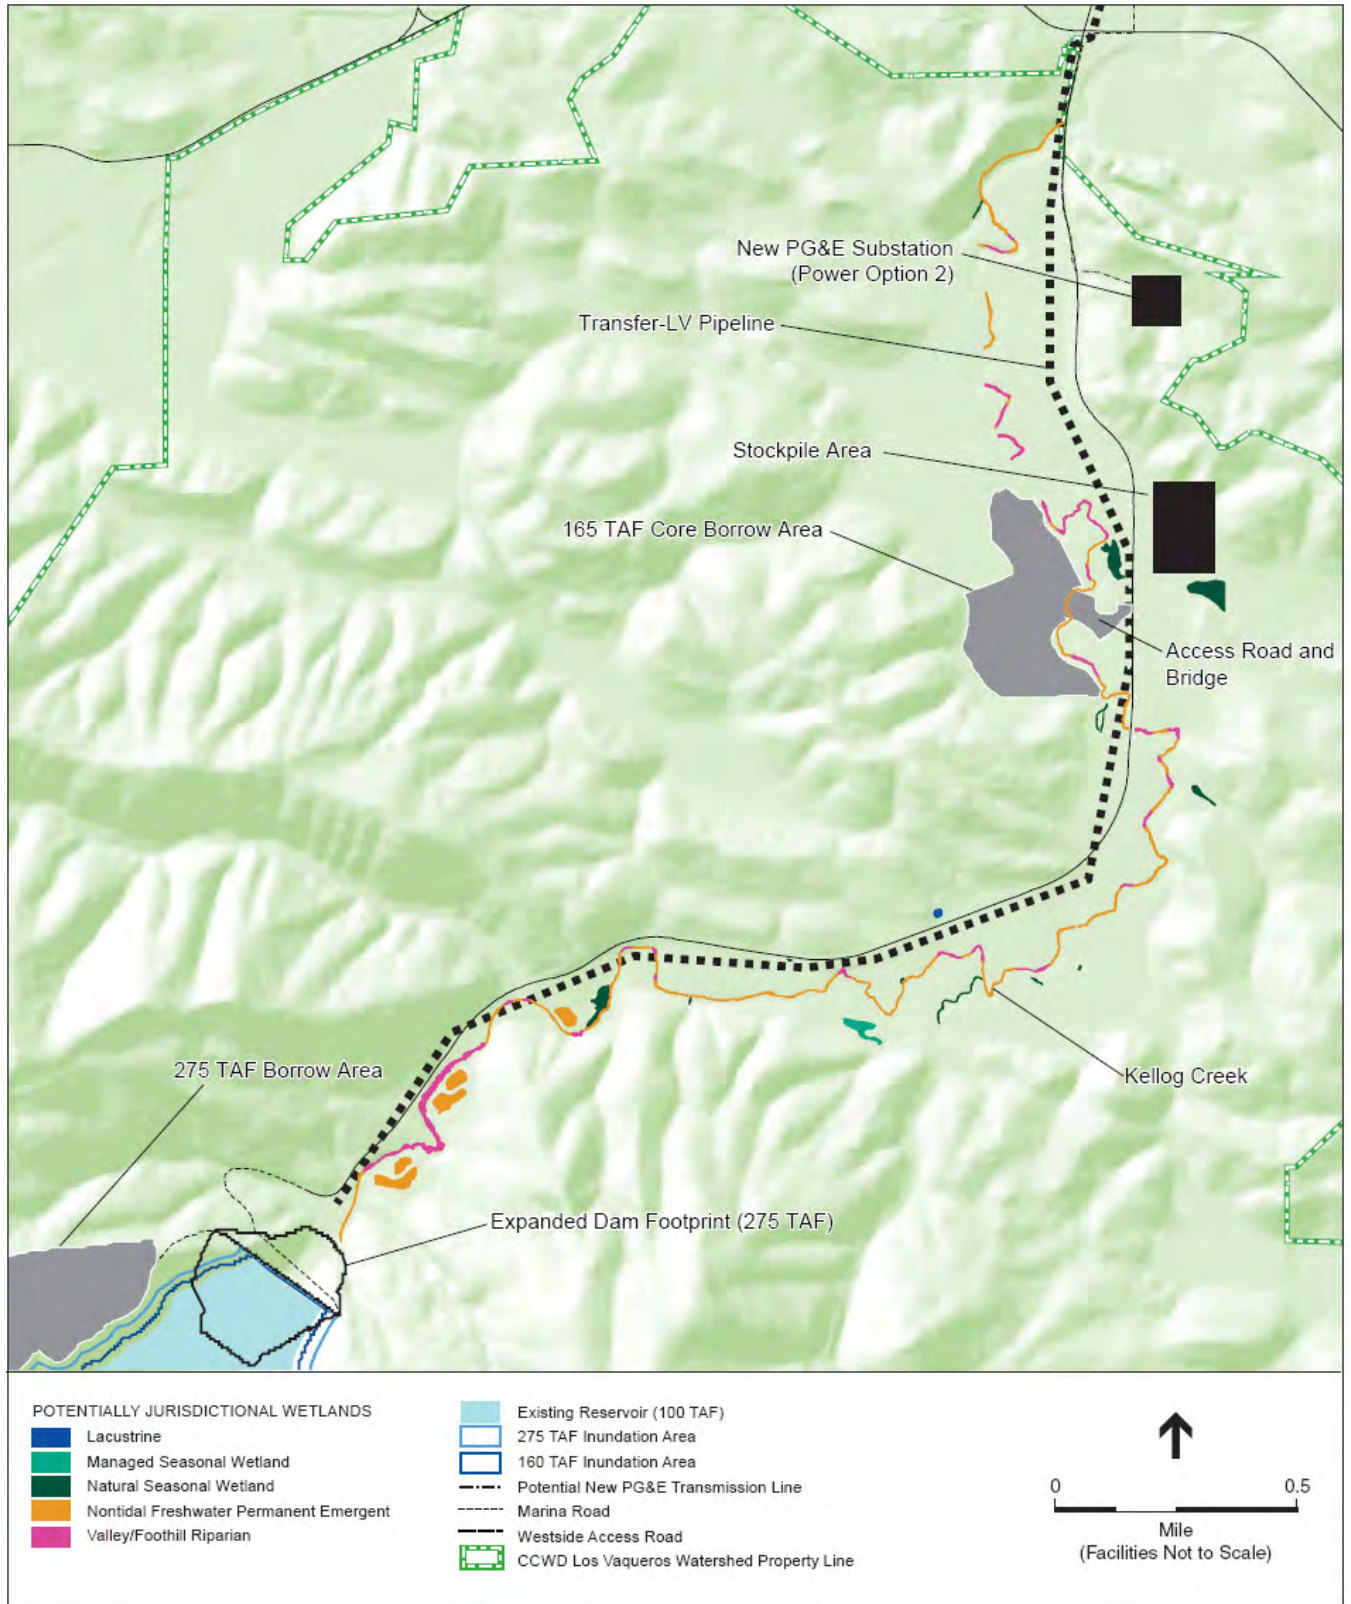 New PG&E Substation
(Power Option 2)
Transfer-LV Pipeline
Stockpile Area
165 TAF Core Borrow Area
Access Road and
Bridge
275 TAF Borrow Area
Kellog Creek
Expanded Dam Footprint (275 TAF)
POTENTIALLY JURISDICTIONAL WETLANDS
Lacustrine
Managed Seasonal Wetland
Natural Seasonal Wetland
Nontidal Freshwater Permanent Emergent
Valley/Foothill Riparian
Existing Reservoir (100 TAF)
275 TAF Inundation Area
160 TAF Inundation Area
Potential New PG&E Transmission Line
Marina Road
Westside Access Road
CCWD Los Vaqueros Watershed Property Line
0 0.5
Mile
(Facilities Not to Scale)